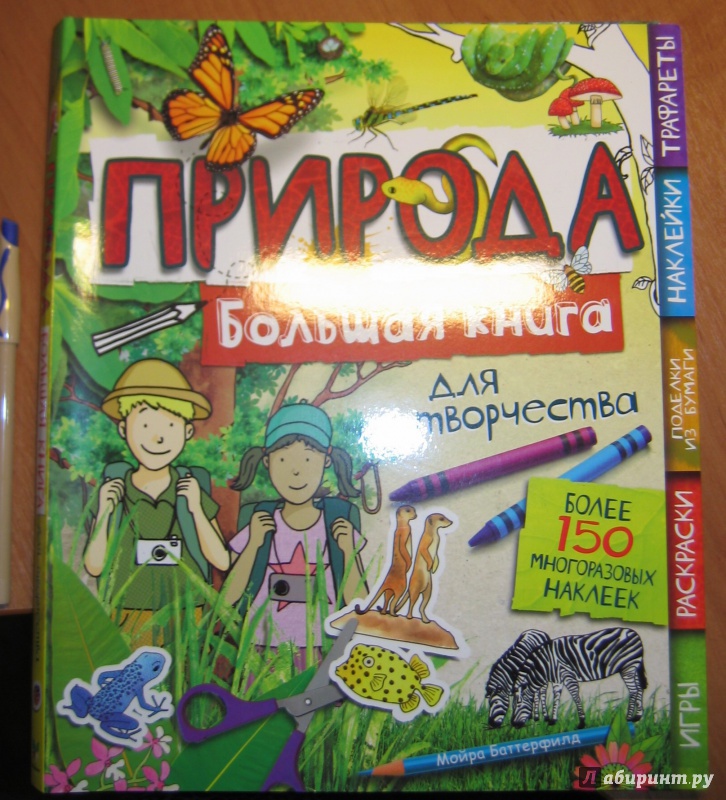 ПРИРОДА
Большая книга
для
творчества
БОЛЕЕ
150
МНОГОРАЗОВЫХ
НАКЛЕЕК
Мойра Баттерфилд
ТРАФАРЕТЫ
НАКЛЕЙКИ
ПОДЕЛКИ
ИЗ БУМАГИ
РАСКРАСКИ
ИГРЫ
Лабиринт.ру